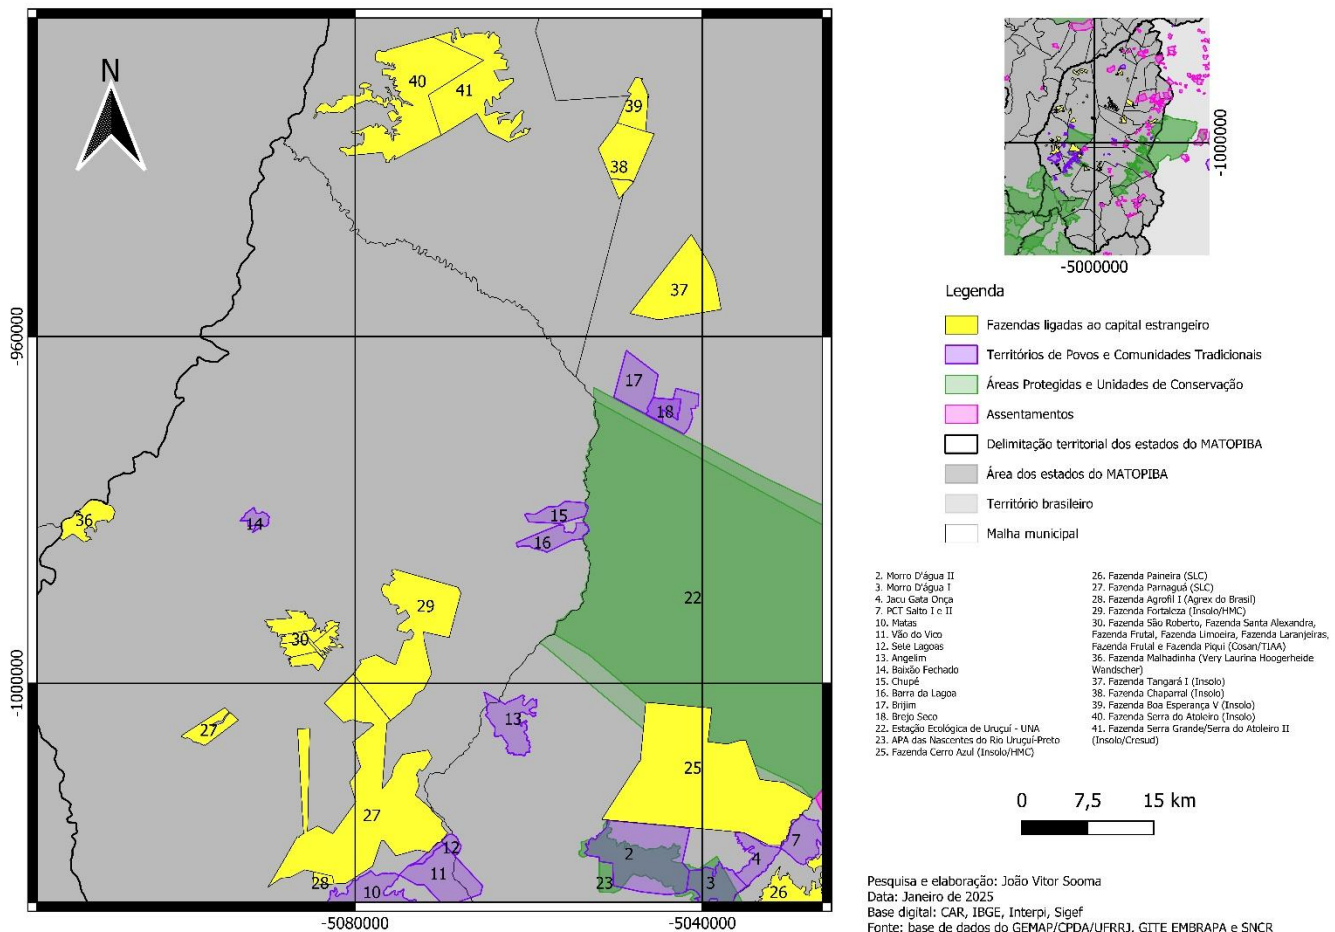 N
40
41
39
38
37
17
18
36
14
15
16
22
29
30
27
13
25
27
12
11
10
28
2
23
3
4
7
26
-960000
-1000000
-5080000
-5040000
-1000000
-5000000
Legenda
Fazendas ligadas ao capital estrangeiro
Territórios de Povos e Comunidades Tradicionais
Áreas Protegidas e Unidades de Conservação
Assentamentos
Delimitação territorial dos estados do MATOPIBA
Área dos estados do MATOPIBA
Território brasileiro
Malha municipal
2. Morro D'água II
3. Morro D'água I
4. Jacu Gata Onça
7. PCT Salto I e II
10. Matas
11. Vão do Vico
12. Sete Lagoas
13. Angelim
14. Baixão Fechado
15. Chupé
16. Barra da Lagoa
17. Brijim
18. Brejo Seco
22. Estação Ecológica de Uruçuí - UNA
23. APA das Nascentes do Rio Uruçuí-Preto
25. Fazenda Cerro Azul (Insolo/HMC)
26. Fazenda Paineira (SLC)
27. Fazenda Parnaguá (SLC)
28. Fazenda Agrofil I (Agrex do Brasil)
29. Fazenda Fortaleza (Insolo/HMC)
30. Fazenda São Roberto, Fazenda Santa Alexandra,
Fazenda Frutal, Fazenda Limoeira, Fazenda Laranjeiras,
Fazenda Frutal e Fazenda Piqui (Cosan/TIAA)
36. Fazenda Malhadinha (Very Laurina Hoogerheide
Wandscher)
37. Fazenda Tangará I (Insolo)
38. Fazenda Chaparral (Insolo)
39. Fazenda Boa Esperança V (Insolo)
40. Fazenda Serra do Atoleiro (Insolo)
41. Fazenda Serra Grande/Serra do Atoleiro II
(Insolo/Cresud)
0 7,5 15 km
Pesquisa e elaboração: João Vitor Sooma
Data: Janeiro de 2025
Base digital: CAR, IBGE, Interpi, Sigef
Fonte: base de dados do GEMAP/CPDA/UFRRJ, GITE EMBRAPA e SNCR